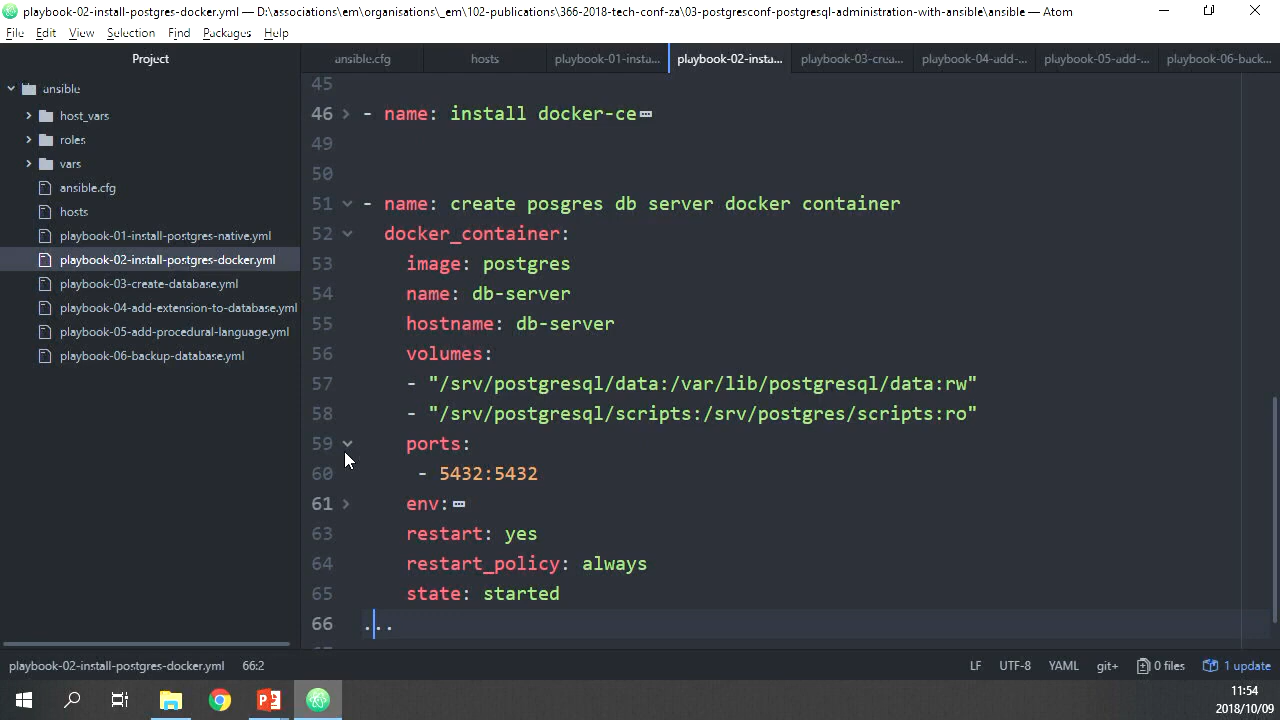 playbook-02-install-postgres-docker.yml — D:\associations\em\organisations\_em\102-publications\366-2018-tech-conf-za\03-postgresconf-postgresql-administration-with-ansible\ansible — Atom
File Edit View Selection Find Packages Help
Project
ansible.cfg hosts playbook-01-insta... playbook-02-insta... playbook-03-crea... playbook-04-add-... playbook-05-add-... playbook-06-back...
ansible
host_vars
roles
vars
ansible.cfg
hosts
playbook-01-install-postgres-native.yml
playbook-02-install-postgres-docker.yml
playbook-03-create-database.yml
playbook-04-add-extension-to-database.yml
playbook-05-add-procedural-language.yml
playbook-06-backup-database.yml
45
46 - name: install docker-ce
49
50
51 - name: create posgres db server docker container
52 docker_container:
53 image: postgres
54 name: db-server
55 hostname: db-server
56 volumes:
57 - "/srv/postgresql/data:/var/lib/postgresql/data:rw"
58 - "/srv/postgresql/scripts:/srv/postgres/scripts:ro"
59 ports:
60 - 5432:5432
61 env:
63 restart: yes
64 restart_policy: always
65 state: started
66 ...
playbook-02-install-postgres-docker.yml 66:2 LF UTF-8 YAML git+ 0 files 1 update
11:54
2018/10/09